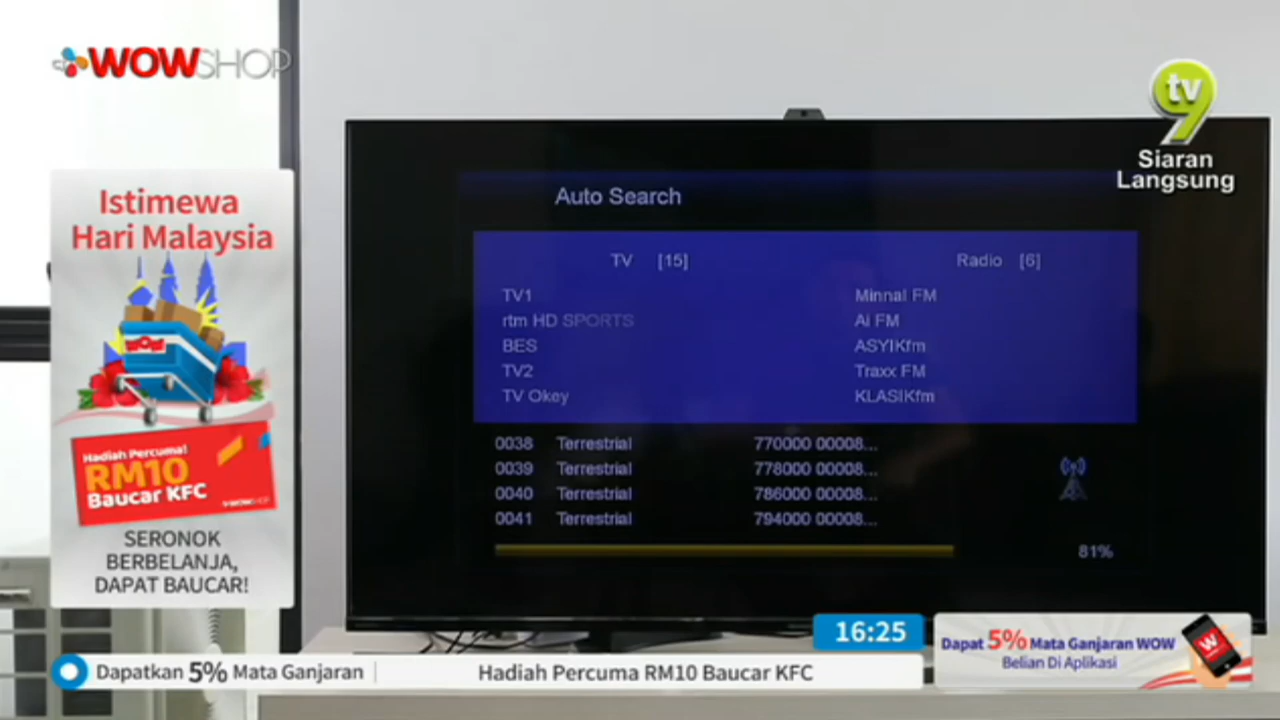 WOWSHOP
tv9
Siaran
Langsung
Istimewa
Hari Malaysia
WOW
Hadiah Percuma!
RM10
Baucar KFC
WOWSHOP
SERONOK
BERBELANJA,
DAPAT BAUCAR!
Auto Search
TV [15] Radio [6]
TV1 Minnal FM
rtm HD SPORTS Ai FM
BES ASYIKfm
TV2 Traxx FM
TV Okey KLASIKfm
0038 Terrestrial 770000 00008...
0039 Terrestrial 778000 00008...
0040 Terrestrial 786000 00008...
0041 Terrestrial 794000 00008...
81%
16:25
Dapatkan 5% Mata Ganjaran Hadiah Percuma RM10 Baucar KFC
Dapat 5% Mata Ganjaran WOW
Belian Di Aplikasi
W